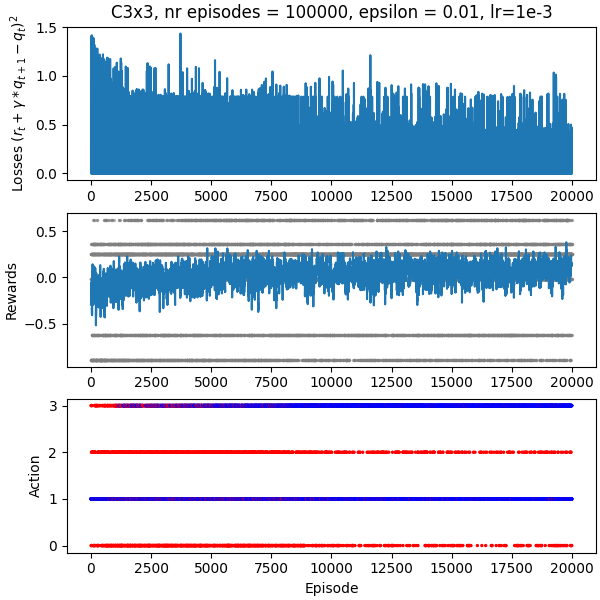 C3x3, nr episodes = 100000, epsilon = 0.01, lr=1e-3
Losses $(r_t + \gamma * q_{t+1} - q_t)^2$
1.5
1.0
0.5
0.0
0 2500 5000 7500 10000 12500 15000 17500 20000
Rewards
0.5
0.0
−0.5
0 2500 5000 7500 10000 12500 15000 17500 20000
Action
3
2
1
0
0 2500 5000 7500 10000 12500 15000 17500 20000
Episode